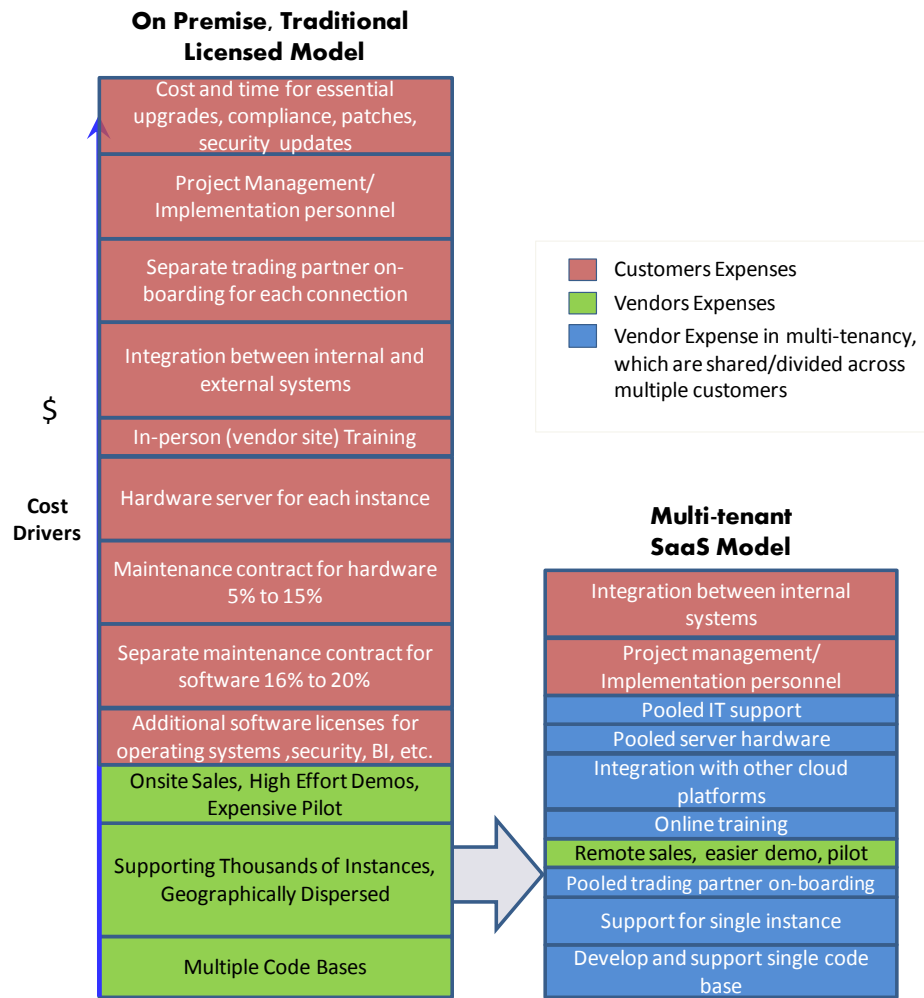 On Premise, Traditional
Licensed Model
Cost and time for essential
upgrades, compliance, patches,
security updates
Project Management/
Implementation personnel
Separate trading partner on-
boarding for each connection
Integration between internal and
external systems
In-person (vendor site) Training
Hardware server for each instance
Maintenance contract for hardware
5% to 15%
Separate maintenance contract for
software 16% to 20%
Additional software licenses for
operating systems ,security, BI, etc.
Onsite Sales, High Effort Demos,
Expensive Pilot
Supporting Thousands of Instances,
Geographically Dispersed
Multiple Code Bases
$
Cost
Drivers
Customers Expenses
Vendors Expenses
Vendor Expense in multi-tenancy,
which are shared/divided across
multiple customers
Multi-tenant
SaaS Model
Integration between internal
systems
Project management/
Implementation personnel
Pooled IT support
Pooled server hardware
Integration with other cloud
platforms
Online training
Remote sales, easier demo, pilot
Pooled trading partner on-boarding
Support for single instance
Develop and support single code
base